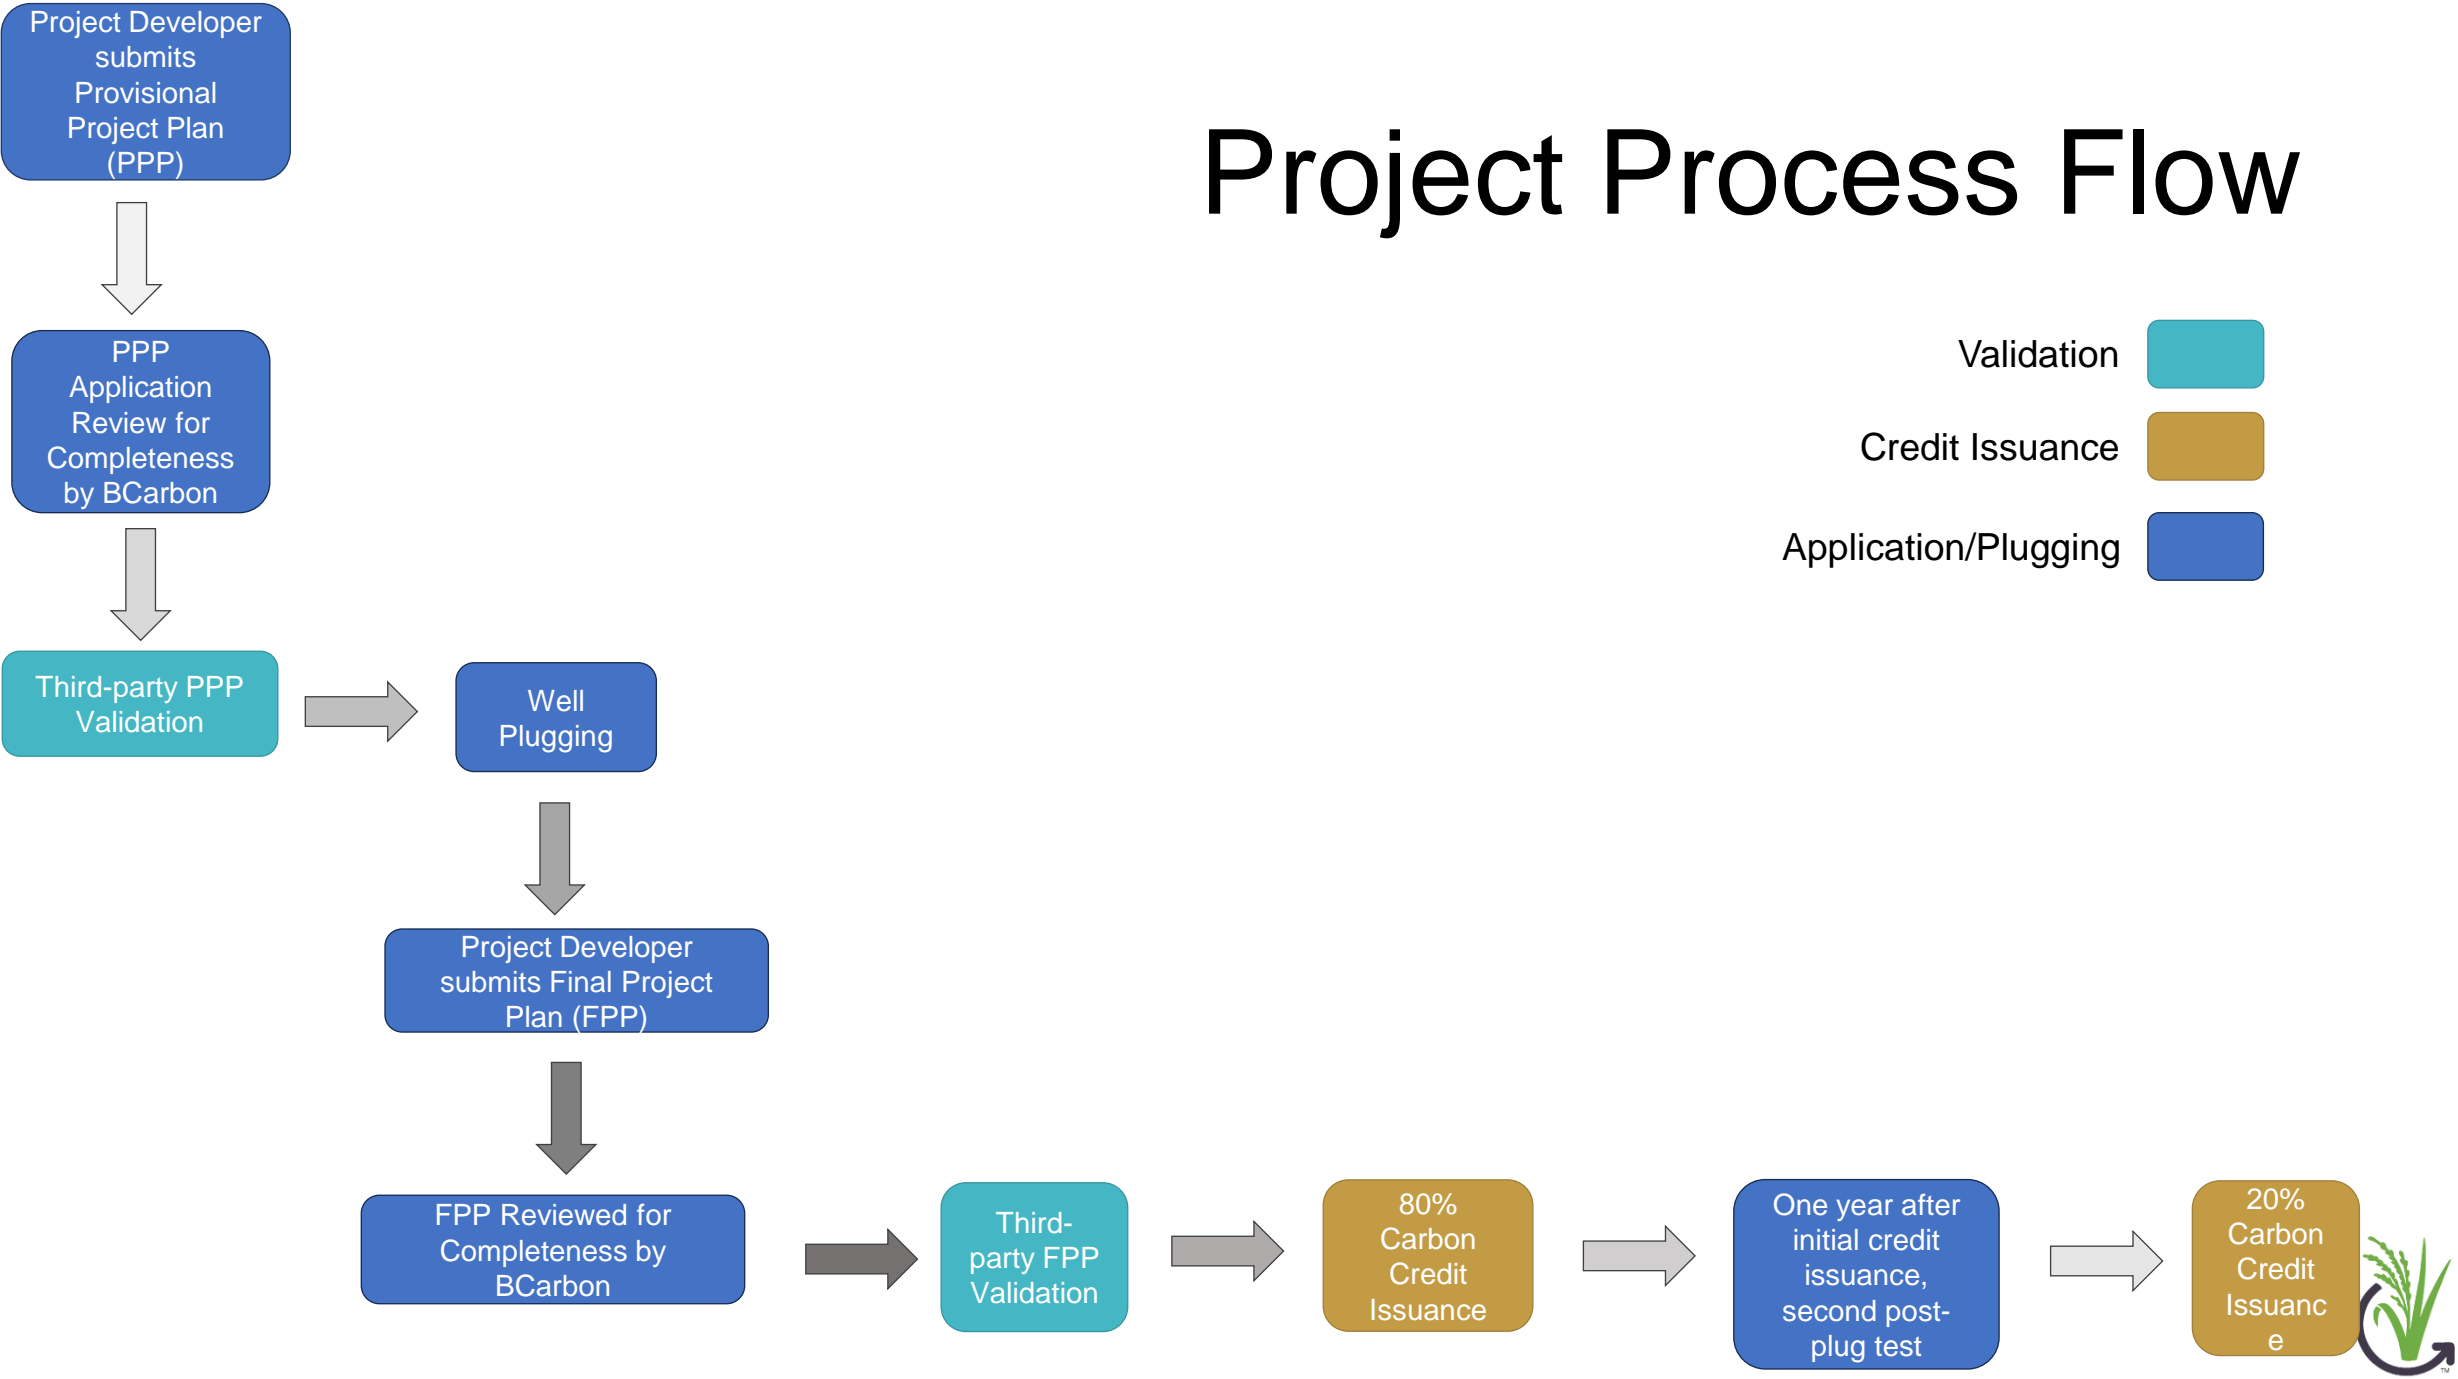 Project Developer
submits
Provisional
Project Plan
(PPP)
Project Process Flow
PPP
Application
Review for
Completeness
by BCarbon
Validation
Credit Issuance
Application/Plugging
Third-party PPP
Validation
Well
Plugging
Project Developer
submits Final Project
Plan (FPP)
FPP Reviewed for
Completeness by
BCarbon
Third-
party FPP
Validation
80%
Carbon
Credit
Issuance
One year after
initial credit
issuance,
second post-
plug test
20%
Carbon
Credit
Issuanc
e
TM